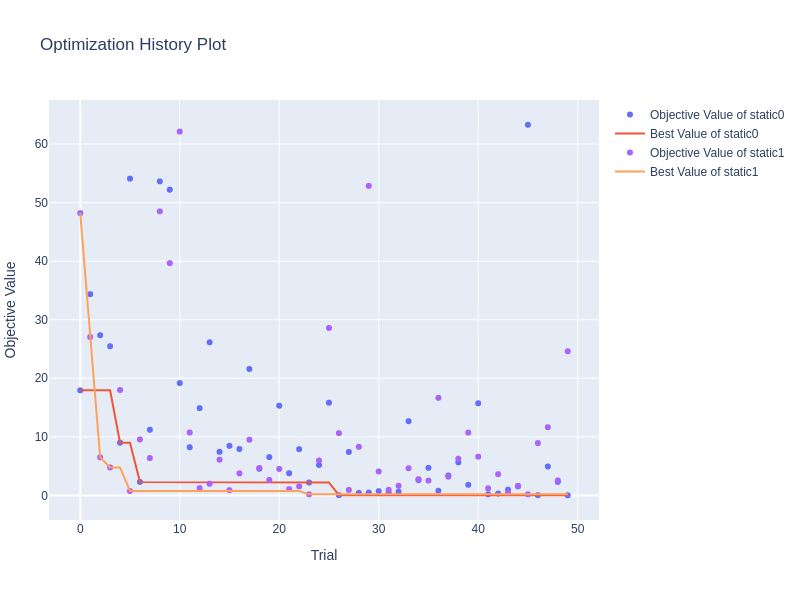 Optimization History Plot
Objective Value of static0
Best Value of static0
Objective Value of static1
Best Value of static1
Objective Value
60
50
40
30
20
10
0
0 10 20 30 40 50
Trial